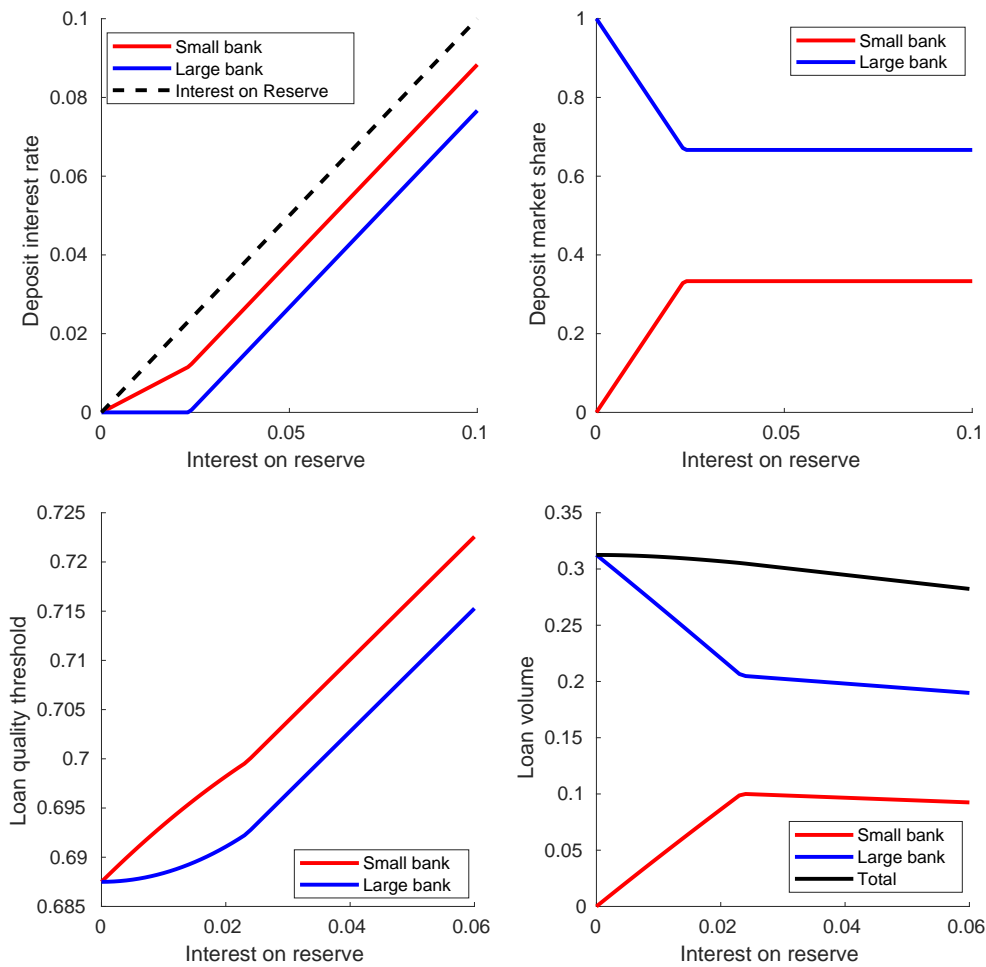 Small bank
Large bank
Interest on Reserve
Deposit interest rate
0.1
0.08
0.06
0.04
0.02
0
0
0.05
0.1
Interest on reserve
Small bank
Large bank
Deposit market share
1
0.8
0.6
0.4
0.2
0
0
0.05
0.1
Interest on reserve
Loan quality threshold
0.725
0.72
0.715
0.71
0.705
0.7
0.695
0.69
0.685
Small bank
Large bank
0
0.02
0.04
0.06
Interest on reserve
Loan volume
0.35
0.3
0.25
0.2
0.15
0.1
0.05
0
Small bank
Large bank
Total
0
0.02
0.04
0.06
Interest on reserve